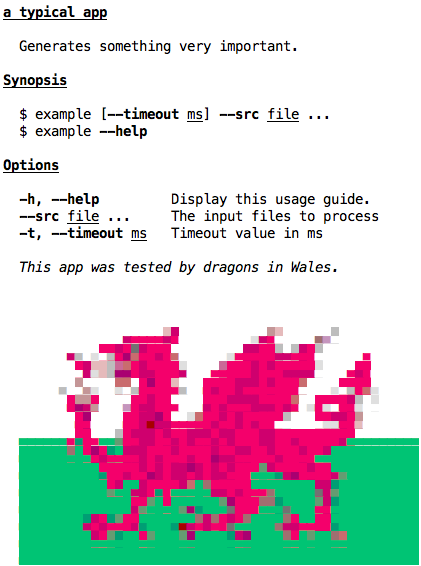 a typical app
Generates something very important.
Synopsis
$ example [--timeout ms] --src file ...
$ example --help
Options
-h, --help Display this usage guide.
--src file ... The input files to process
-t, --timeout ms Timeout value in ms
This app was tested by dragons in Wales.